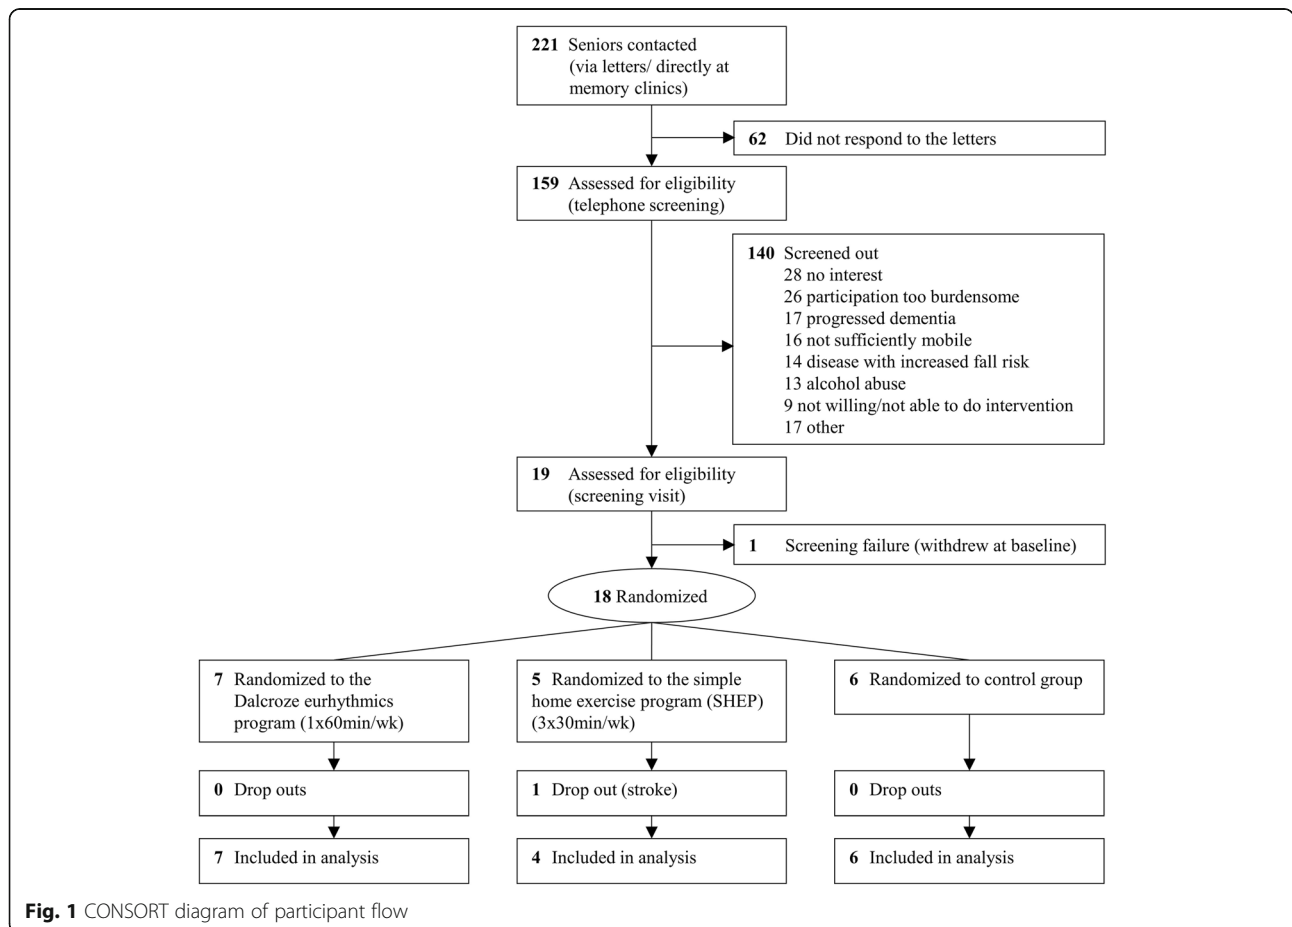 221 Seniors contacted
(via letters/ directly at
memory clinics)
62 Did not respond to the letters
159 Assessed for eligibility
(telephone screening)
140 Screened out
28 no interest
26 participation too burdensome
17 progressed dementia
16 not sufficiently mobile
14 disease with increased fall risk
13 alcohol abuse
9 not willing/not able to do intervention
17 other
19 Assessed for eligibility
(screening visit)
1 Screening failure (withdrew at baseline)
18 Randomized
7 Randomized to the
Dalcroze eurhythmics
program (1x60min/wk)
5 Randomized to the simple
home exercise program (SHEP)
(3x30min/wk)
6 Randomized to control group
0 Drop outs
1 Drop out (stroke)
0 Drop outs
7 Included in analysis
4 Included in analysis
6 Included in analysis
Fig. 1 CONSORT diagram of participant flow